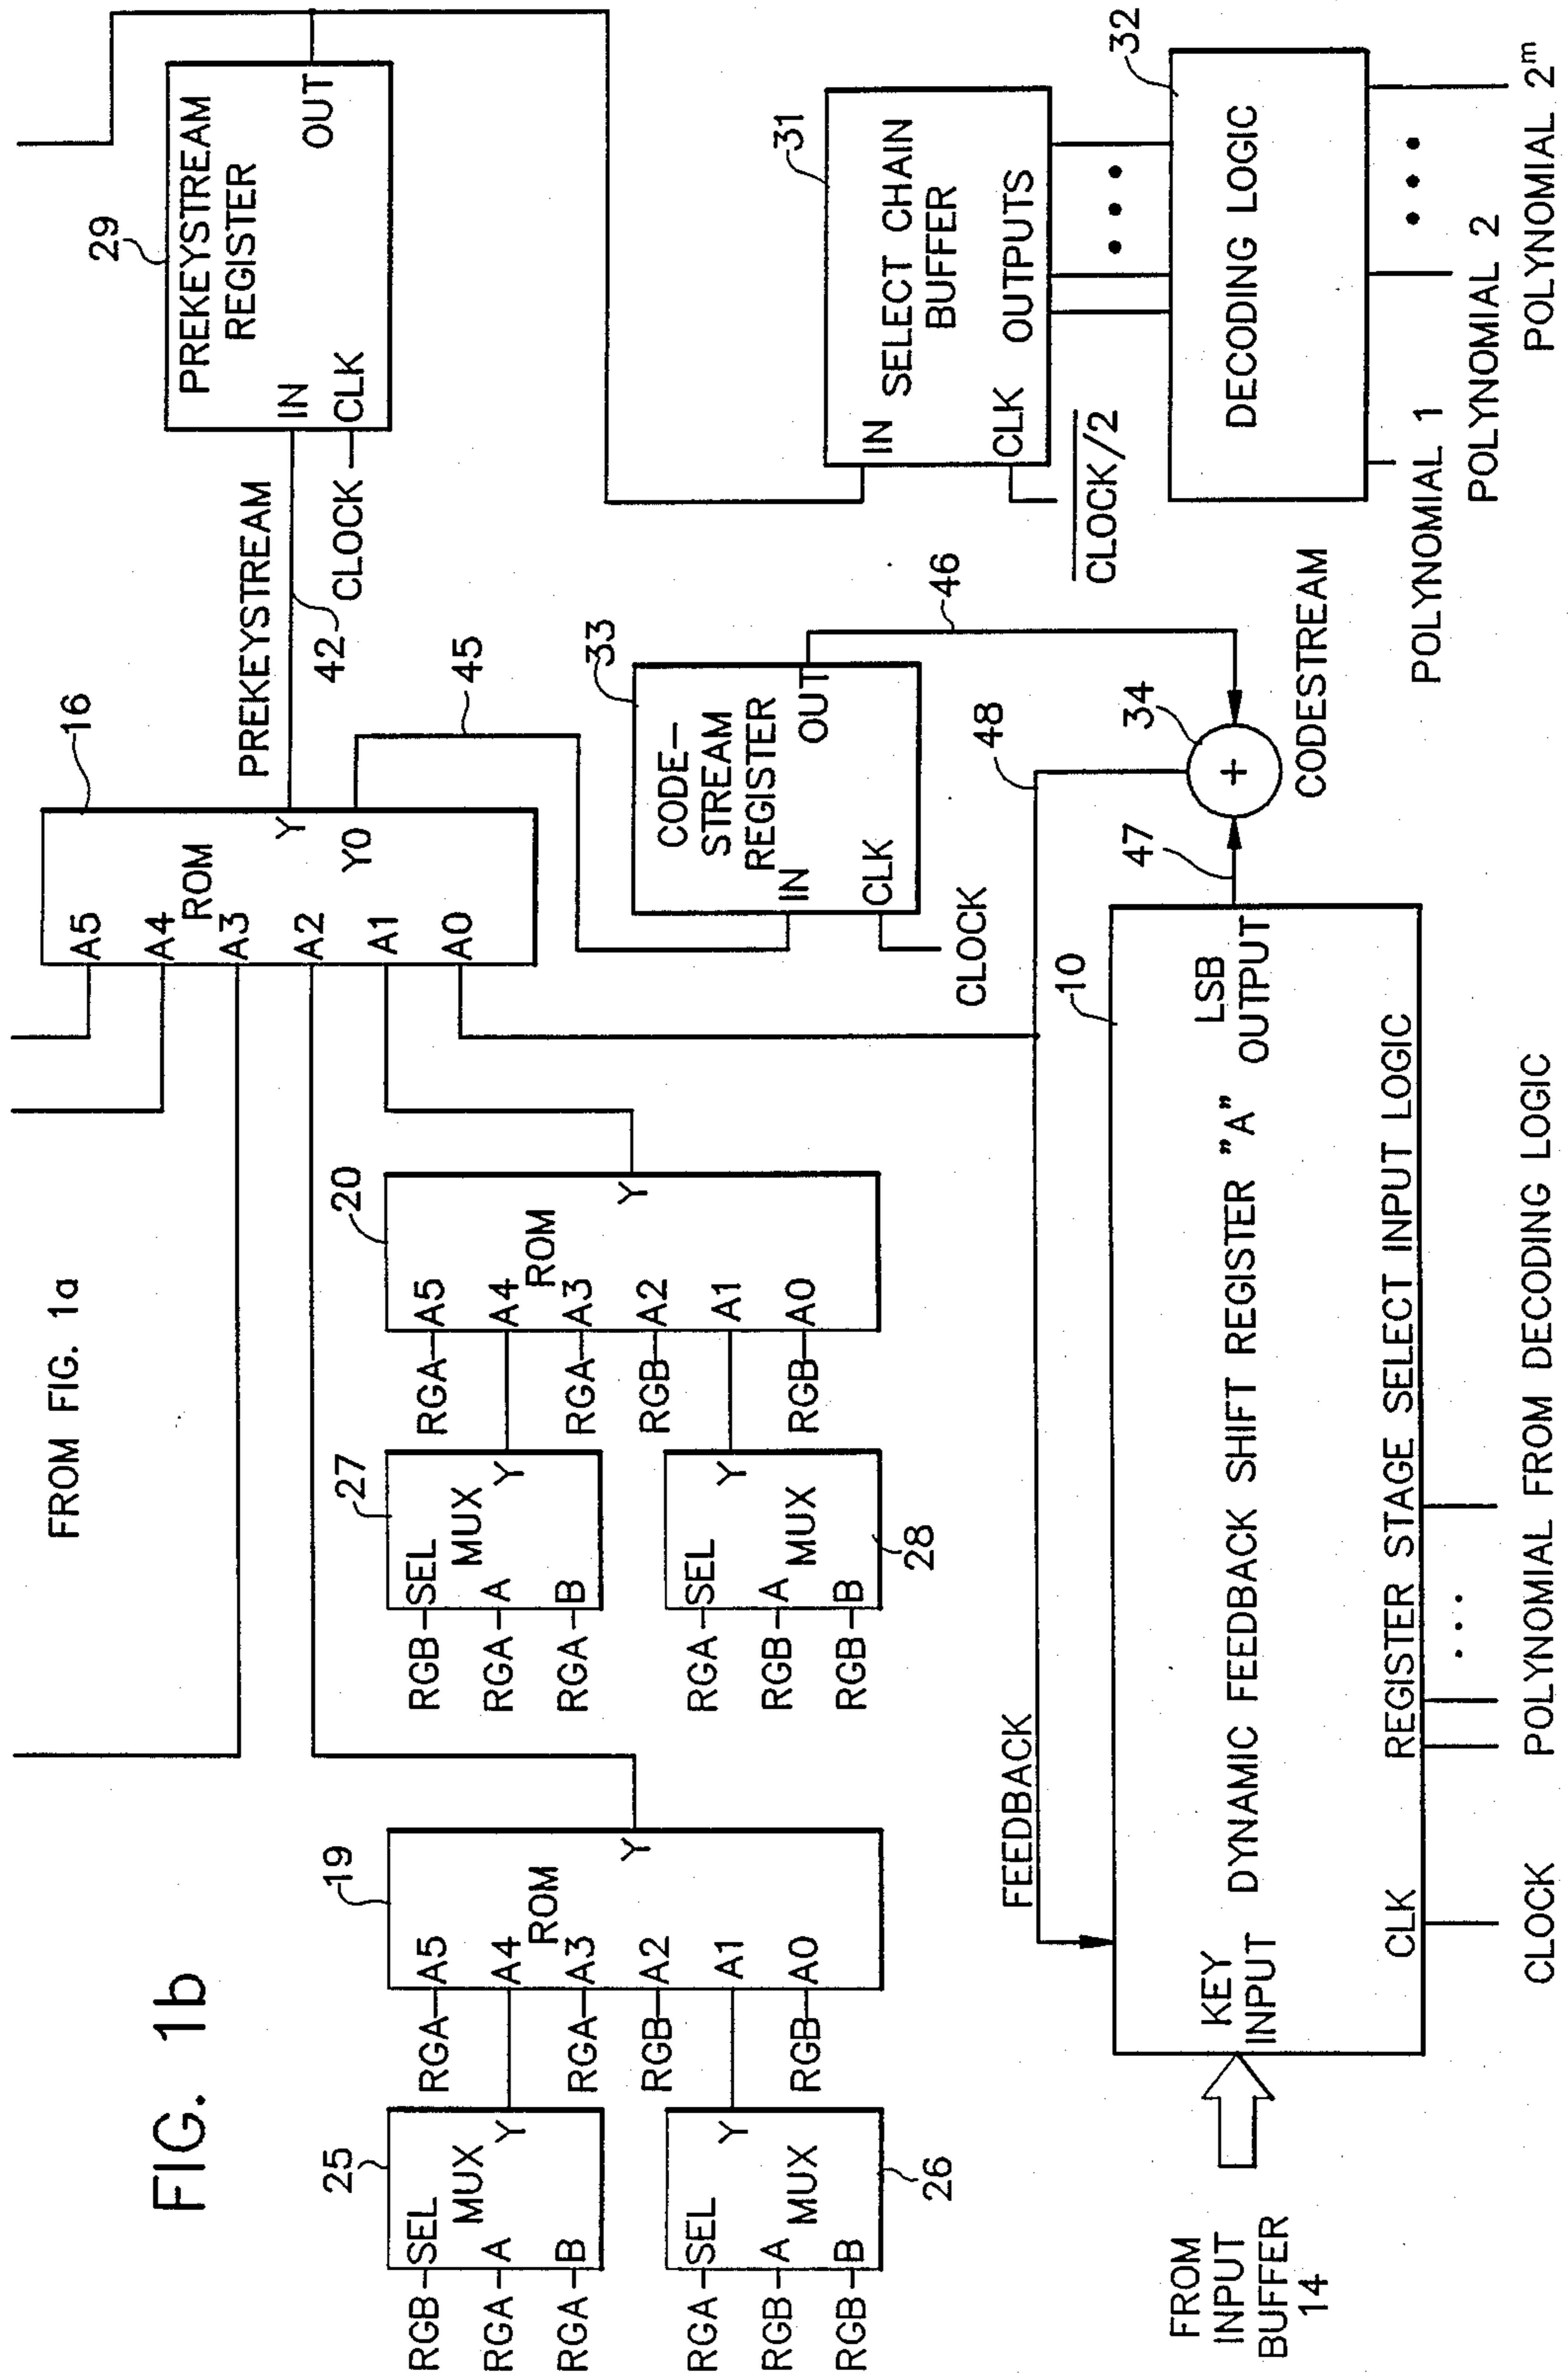 FIG. 1b
FROM FIG. 1a
25
RGB
SEL
MUX
RGA
A
Y
RGA
B
RGA
SEL
RGB
A
MUX
Y
RGB
B
26
19
RGA
A5
A4
ROM
RGA
A3
RGB
A2
Y
A1
RGB
A0
27
RGB
SEL
MUX
RGA
A
Y
RGA
B
RGA
SEL
RGB
A
MUX
Y
RGB
B
28
20
RGA
A5
A4
ROM
RGA
A3
RGB
A2
Y
A1
RGB
A0
16
A5
A4
ROM
A3
A2
Y
A1
Y0
A0
PREKEYSTREAM
42
CLOCK
45
29
PREKEYSTREAM
REGISTER
IN
OUT
CLK
33
CODE-
STREAM
REGISTER
IN
OUT
CLK
CLOCK
46
31
IN
SELECT CHAIN
BUFFER
CLK
OUTPUTS
CLOCK/2
32
DECODING LOGIC
POLYNOMIAL 1
POLYNOMIAL 2
POLYNOMIAL 2m
FEEDBACK
48
34
+
47
CODESTREAM
10
KEY
INPUT
DYNAMIC FEEDBACK SHIFT REGISTER "A"
LSB
OUTPUT
CLK
REGISTER STAGE SELECT INPUT LOGIC
FROM
INPUT
BUFFER
14
CLOCK
POLYNOMIAL FROM DECODING LOGIC